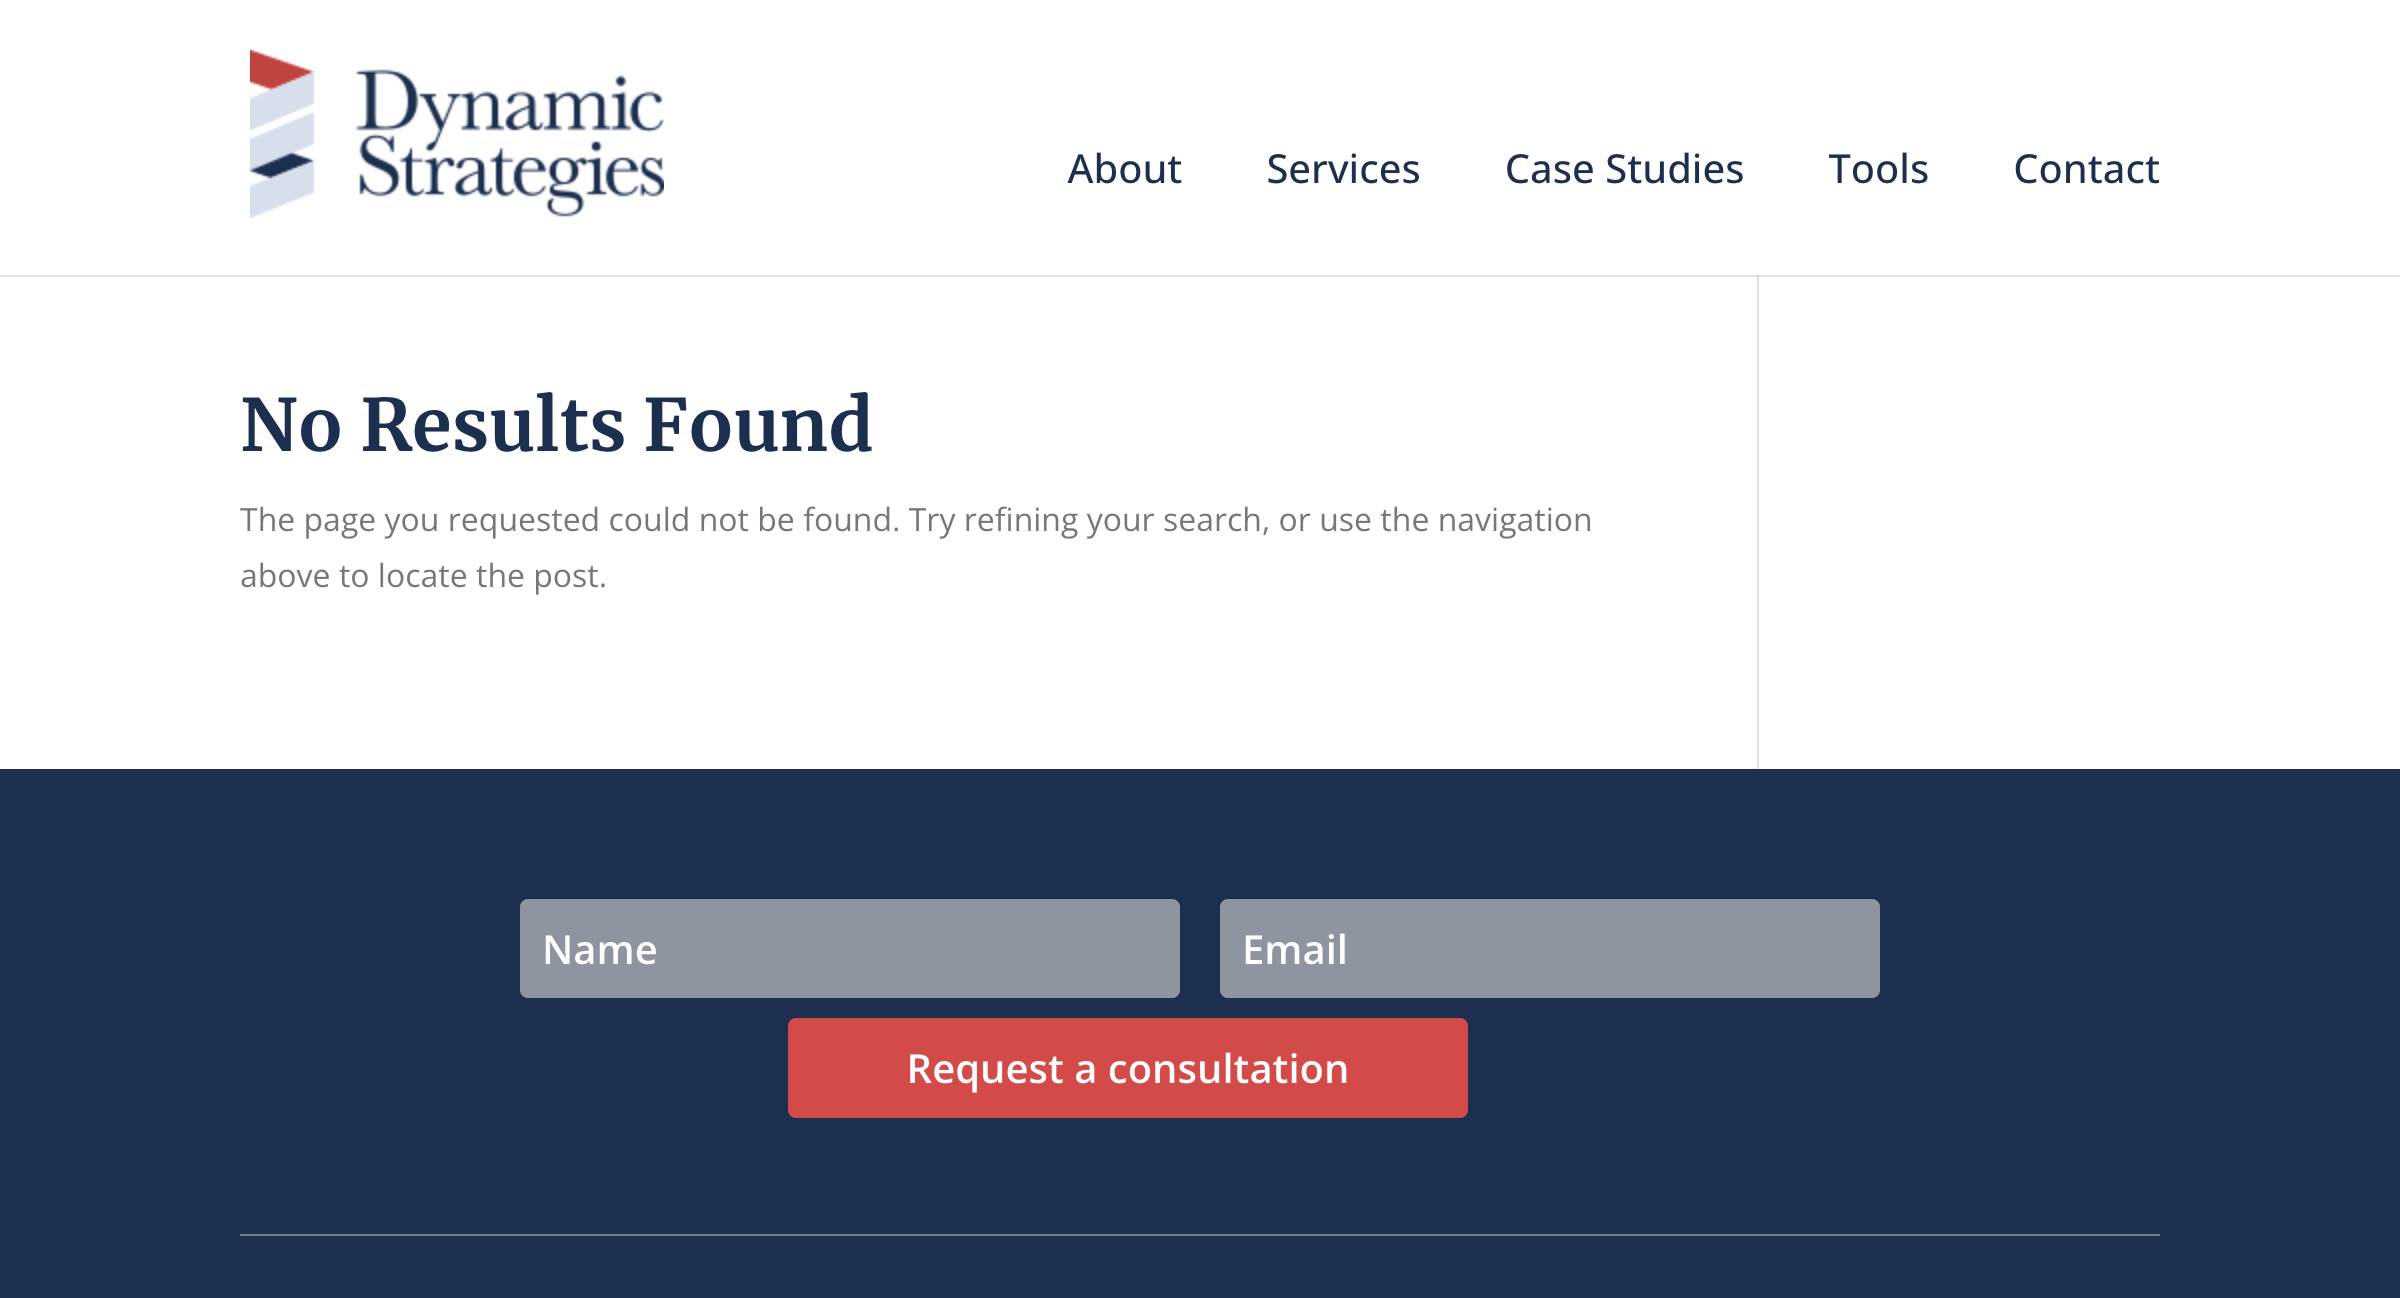 Dynamic
Strategies
About Services Case Studies Tools Contact
No Results Found
The page you requested could not be found. Try refining your search, or use the navigation
above to locate the post.
Name Email
Request a consultation